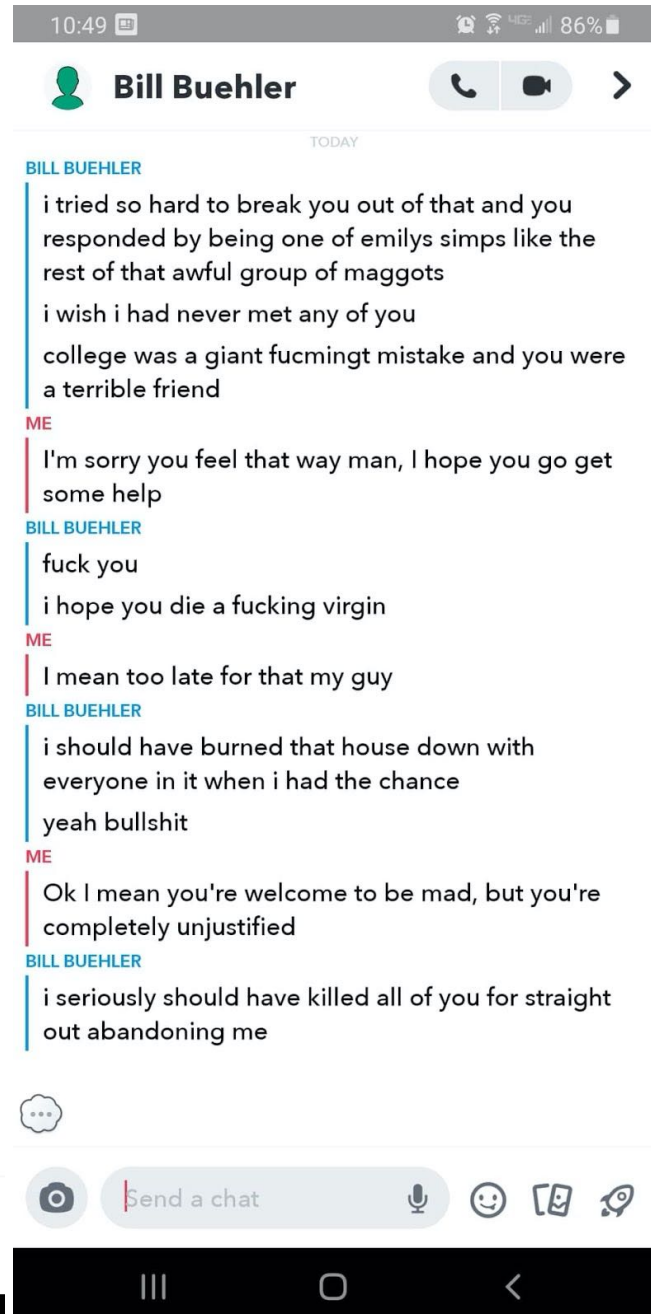 10:49
4GE 86%
Bill Buehler
TODAY
BILL BUEHLER
i tried so hard to break you out of that and you
responded by being one of emilys simps like the
rest of that awful group of maggots
i wish i had never met any of you
college was a giant fucmingt mistake and you were
a terrible friend
ME
I'm sorry you feel that way man, I hope you go get
some help
BILL BUEHLER
fuck you
i hope you die a fucking virgin
ME
I mean too late for that my guy
BILL BUEHLER
i should have burned that house down with
everyone in it when i had the chance
yeah bullshit
ME
Ok I mean you're welcome to be mad, but you're
completely unjustified
BILL BUEHLER
i seriously should have killed all of you for straight
out abandoning me
Send a chat